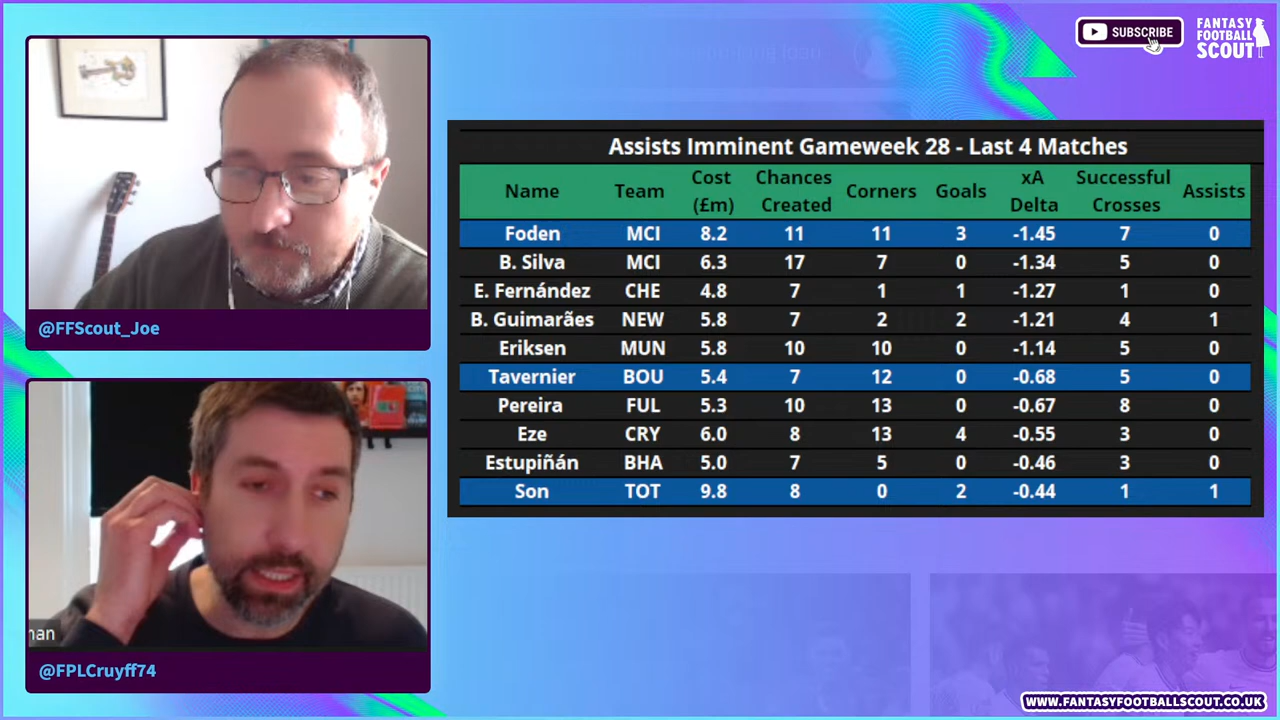 SUBSCRIBE
FANTASY
FOOTBALL
SCOUT
Assists Imminent Gameweek 28 - Last 4 Matches
Name Team Cost (£m) Chances Created Corners Goals xA Delta Successful Crosses Assists
Foden MCI 8.2 11 11 3 -1.45 7 0
B. Silva MCI 6.3 17 7 0 -1.34 5 0
E. Fernández CHE 4.8 7 1 1 -1.27 1 0
B. Guimarães NEW 5.8 7 2 2 -1.21 4 1
Eriksen MUN 5.8 10 10 0 -1.14 5 0
Tavernier BOU 5.4 7 12 0 -0.68 5 0
Pereira FUL 5.3 10 13 0 -0.67 8 0
Eze CRY 6.0 8 13 4 -0.55 3 0
Estupiñán BHA 5.0 7 5 0 -0.46 3 0
Son TOT 9.8 8 0 2 -0.44 1 1
@FFScout_Joe
nan
@FPLCruyff74
WWW.FANTASYFOOTBALLSCOUT.CO.UK